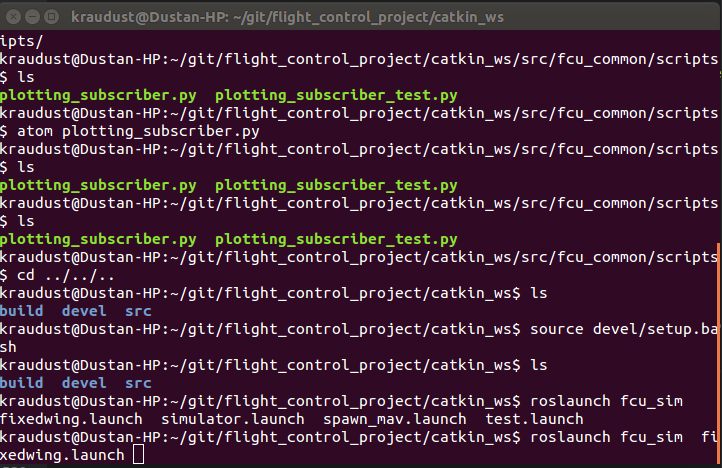 kraudust@Dustan-HP: ~/git/flight_control_project/catkin_ws
ipts/
kraudust@Dustan-HP:~/git/flight_control_project/catkin_ws/src/fcu_common/scripts
$ ls
plotting_subscriber.py  plotting_subscriber_test.py
kraudust@Dustan-HP:~/git/flight_control_project/catkin_ws/src/fcu_common/scripts
$ atom plotting_subscriber.py
kraudust@Dustan-HP:~/git/flight_control_project/catkin_ws/src/fcu_common/scripts
$ ls
plotting_subscriber.py  plotting_subscriber_test.py
kraudust@Dustan-HP:~/git/flight_control_project/catkin_ws/src/fcu_common/scripts
$ ls
plotting_subscriber.py  plotting_subscriber_test.py
kraudust@Dustan-HP:~/git/flight_control_project/catkin_ws/src/fcu_common/scripts
$ cd ../../..
kraudust@Dustan-HP:~/git/flight_control_project/catkin_ws$ ls
build  devel  src
kraudust@Dustan-HP:~/git/flight_control_project/catkin_ws$ source devel/setup.ba
sh
kraudust@Dustan-HP:~/git/flight_control_project/catkin_ws$ ls
build  devel  src
kraudust@Dustan-HP:~/git/flight_control_project/catkin_ws$ roslaunch fcu_sim
fixedwing.launch  simulator.launch  spawn_mav.launch  test.launch
kraudust@Dustan-HP:~/git/flight_control_project/catkin_ws$ roslaunch fcu_sim  fi
xedwing.launch